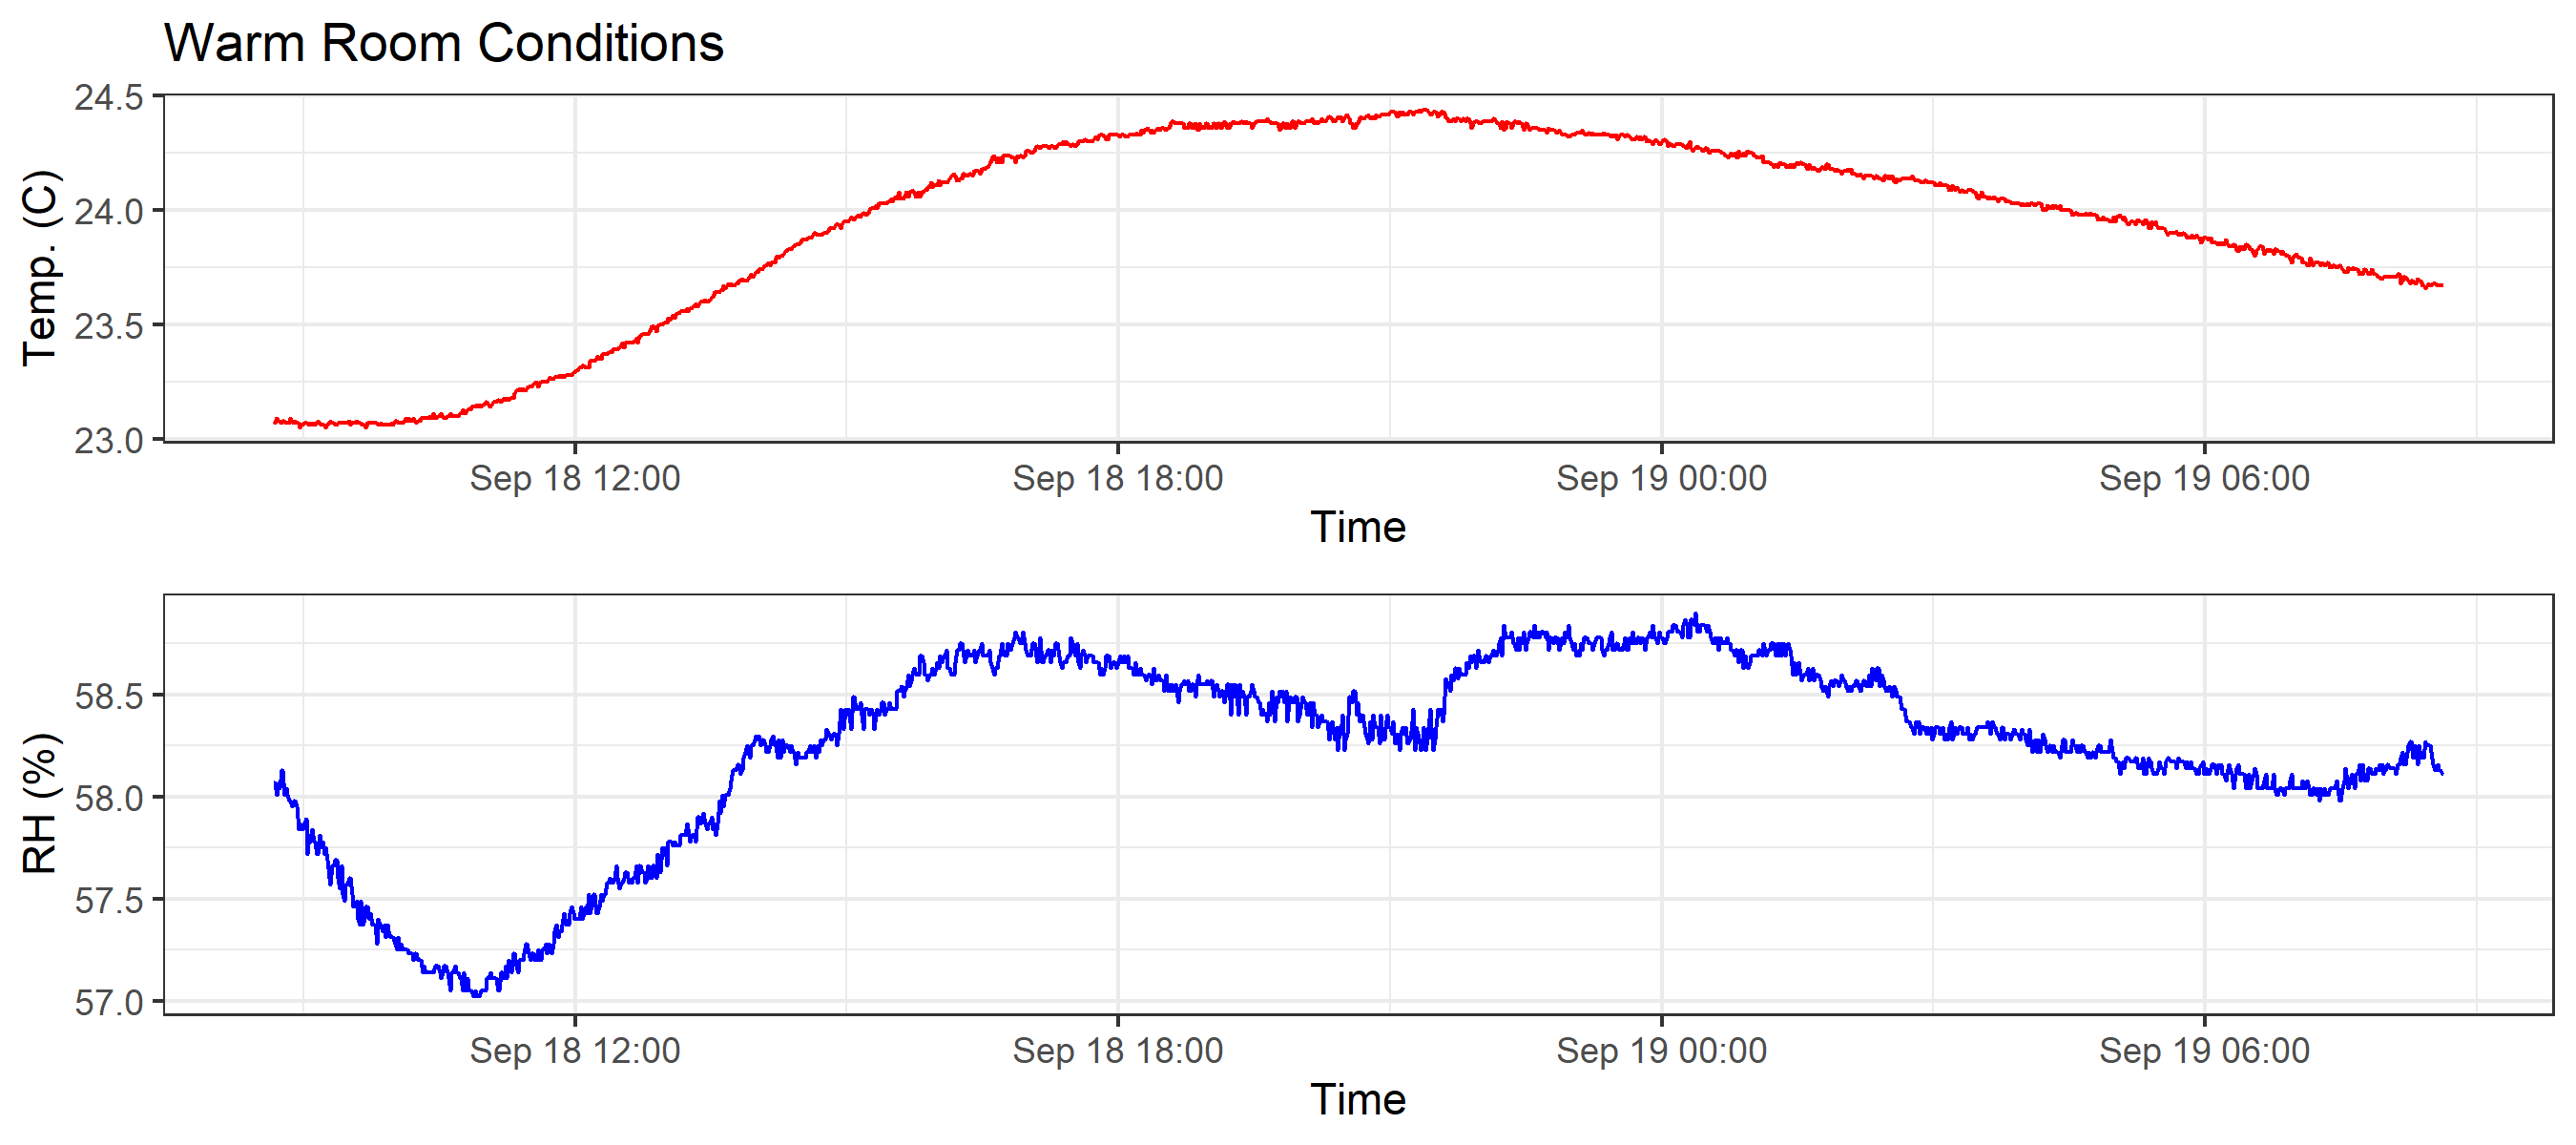 Warm Room Conditions
Temp. (C)
24.5
24.0
23.5
23.0
Sep 18 12:00 Sep 18 18:00 Sep 19 00:00 Sep 19 06:00
Time
RH (%)
58.5
58.0
57.5
57.0
Sep 18 12:00 Sep 18 18:00 Sep 19 00:00 Sep 19 06:00
Time